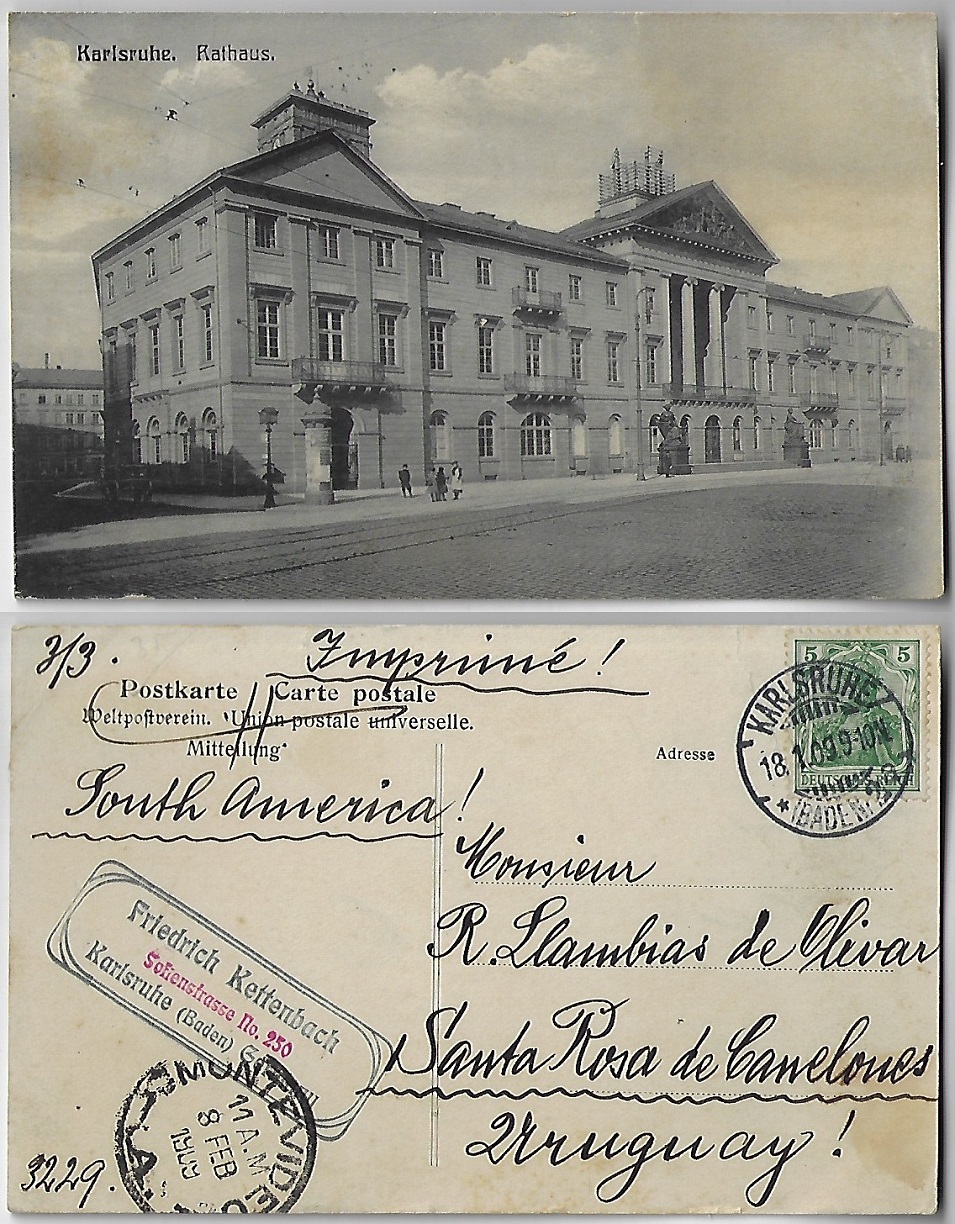 Karlsruhe. Rathaus.
3/3.
Imprimé!
Postkarte Carte postale
Weltpostverein. Union postale universelle.
Mitteilung
Adresse
South America!
Monsieur
R. Llambias de Olivar
Santa Rosa de Canelones
Uruguay!
5 5
DEUTSCHES REICH
KARLSRUHE
18.1.09.9-10N.
*(BADEN)
Friedrich Kettenbach
Sofienstrasse No. 250
Karlsruhe (Baden)
MONTEVIDEO
11 A.M
8 FEB
1909
3229.